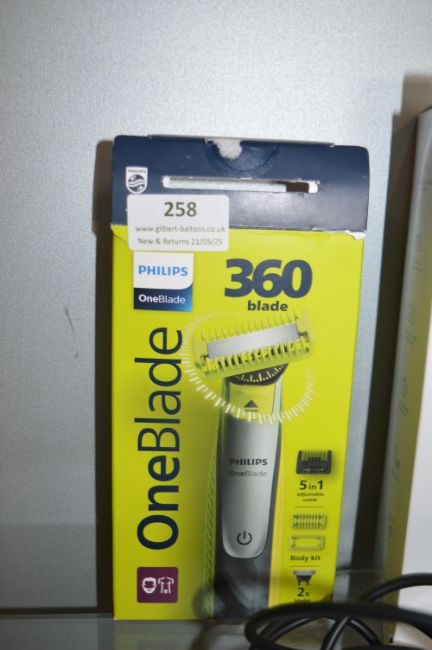 PHILIPS
258
www.gilbert-baitson.co.uk
New & Returns 21/05/25
PHILIPS
OneBlade
360
blade
OneBlade
PHILIPS
OneBlade
5 in 1
adjustable
comb
Body kit
2x